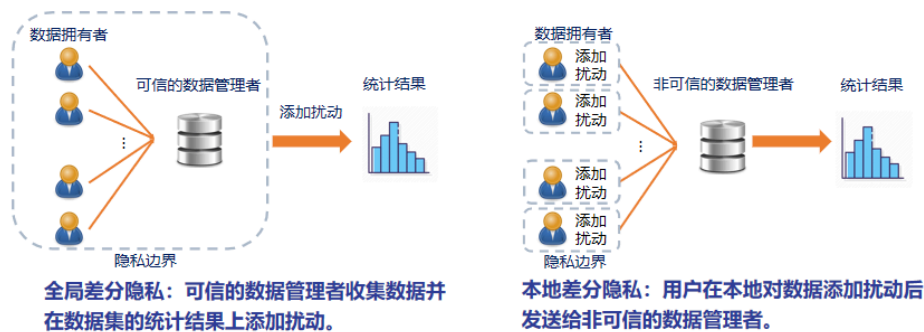 数据拥有者
可信的数据管理者
添加扰动
统计结果
⋮
隐私边界
全局差分隐私：可信的数据管理者收集数据并
在数据集的统计结果上添加扰动。
数据拥有者
添加
扰动
添加
扰动
添加
扰动
添加
扰动
非可信的数据管理者
统计结果
⋮
隐私边界
本地差分隐私：用户在本地对数据添加扰动后
发送给非可信的数据管理者。